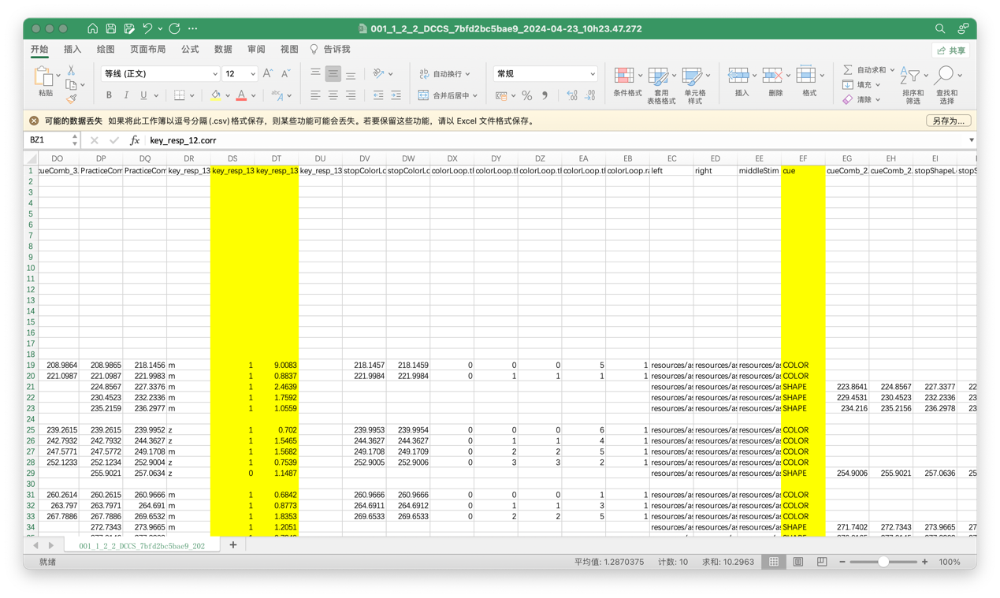 001_1_2_2_DCCS_7bfd2bc5bae9_2024-04-23_10h23.47.272
开始 插入 绘图 页面布局 公式 数据 审阅 视图 告诉我 共享
等线 (正文) 12 自动换行 常规 自动求和
填充
粘贴 B I U 合并后居中 条件格式 套用 表格格式 单元格 样式 插入 删除 格式 清除 排序和 筛选 查找和 选择
可能的数据丢失 如果将此工作簿以逗号分隔 (.csv) 格式保存，则某些功能可能会丢失。若要保留这些功能，请以 Excel 文件格式保存。 另存为...
BZ1 fx key_resp_12.corr
DO DP DQ DR DS DT DU DV DW DX DY DZ EA EB EC ED EE EF EG EH EI
1 cueComb_3. PracticeCom PracticeCom key_resp_13 key_resp_13 key_resp_13 key_resp_13 stopColorLo stopColorLo colorLoop.th colorLoop.th colorLoop.th colorLoop.th colorLoop.ra left right middleStim cue cueComb_2. cueComb_2. stopShapeL stopS
2
3
4
5
6
7
8
9
10
11
12
13
14
15
16
17
18
19 208.9864 208.9865 218.1456 m 1 9.0083 218.1457 218.1459 0 0 0 5 1 resources/as resources/as resources/as COLOR
20 221.0987 221.0987 221.9983 m 1 0.8837 221.9984 221.9984 0 1 1 1 1 resources/as resources/as resources/as COLOR
21 224.8567 227.3376 m 1 2.4639 resources/as resources/as resources/as SHAPE 223.8641 224.8567 227.3377 22
22 230.4523 232.2336 m 1 1.7592 resources/as resources/as resources/as SHAPE 229.4531 230.4523 232.2336 23
23 235.2159 236.2977 m 1 1.0559 resources/as resources/as resources/as SHAPE 234.216 235.2156 236.2978 23
24
25 239.2615 239.2615 239.9952 z 1 0.702 239.9953 239.9954 0 0 0 6 1 resources/as resources/as resources/as COLOR
26 242.7932 242.7932 244.3627 z 1 1.5465 244.3627 244.3627 0 1 1 4 1 resources/as resources/as resources/as COLOR
27 247.5771 247.5772 249.1708 m 1 1.5682 249.1708 249.1709 0 2 2 5 1 resources/as resources/as resources/as COLOR
28 252.1233 252.1234 252.9004 z 1 0.7539 252.9005 252.9006 0 3 3 2 1 resources/as resources/as resources/as COLOR
29 255.9021 257.0634 z 0 1.1487 resources/as resources/as resources/as SHAPE 254.9006 255.9021 257.0636 25
30
31 260.2614 260.2615 260.9666 m 1 0.6842 260.9666 260.9666 0 0 0 1 1 resources/as resources/as resources/as COLOR
32 263.797 263.7971 264.691 m 1 0.8773 264.6911 264.6912 0 1 1 3 1 resources/as resources/as resources/as COLOR
33 267.7886 267.7886 269.6532 m 1 1.8353 269.6533 269.6533 0 2 2 5 1 resources/as resources/as resources/as COLOR
34 272.7343 273.9665 m 1 1.2051 resources/as resources/as resources/as SHAPE 271.7402 272.7343 273.9665 27
001_1_2_2_DCCS_7bfd2bc5bae9_202 +
就绪 平均值: 1.2870375 计数: 10 求和: 10.2963 100%